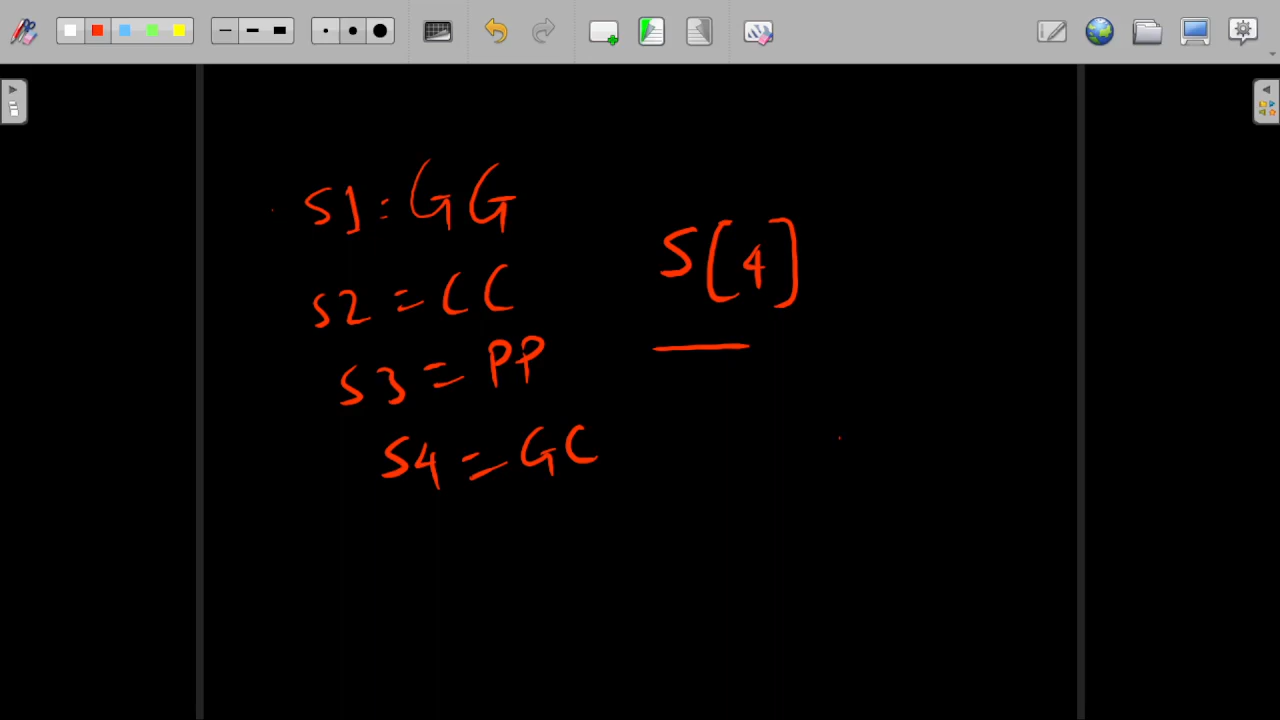 S1: GG
S2 = CC
S3 = PP
S4 = GC
S[4]